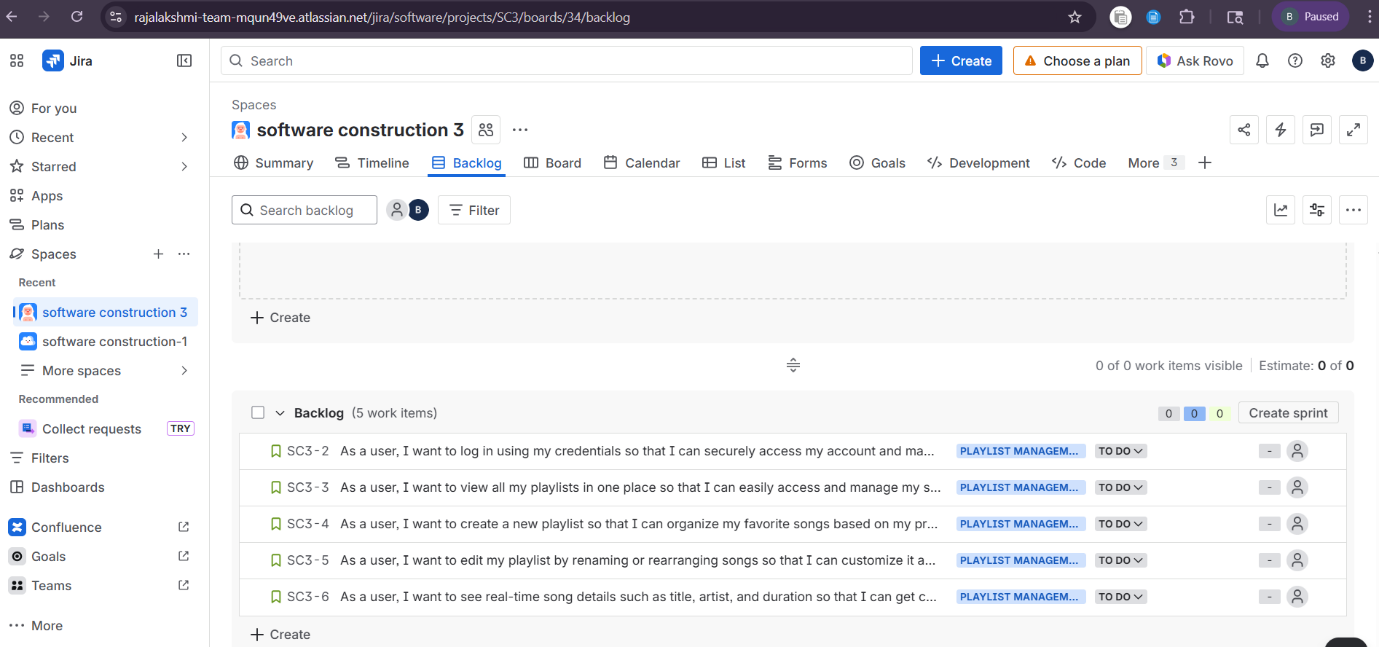 rajalakshmi-team-mqun49ve.atlassian.net/jira/software/projects/SC3/boards/34/backlog
B Paused
Jira
Search
+ Create
Choose a plan
Ask Rovo
B
For you
Recent
Starred
Apps
Plans
Spaces
Recent
software construction 3
software construction-1
More spaces
Recommended
Collect requests TRY
Filters
Dashboards
Confluence
Goals
Teams
More
Spaces
software construction 3
Summary Timeline Backlog Board Calendar List Forms Goals Development Code More 3
Search backlog
B
Filter
+ Create
0 of 0 work items visible Estimate: 0 of 0
Backlog (5 work items) 0 0 0 Create sprint
SC3-2 As a user, I want to log in using my credentials so that I can securely access my account and ma... PLAYLIST MANAGEM... TO DO -
SC3-3 As a user, I want to view all my playlists in one place so that I can easily access and manage my s... PLAYLIST MANAGEM... TO DO -
SC3-4 As a user, I want to create a new playlist so that I can organize my favorite songs based on my pr... PLAYLIST MANAGEM... TO DO -
SC3-5 As a user, I want to edit my playlist by renaming or rearranging songs so that I can customize it a... PLAYLIST MANAGEM... TO DO -
SC3-6 As a user, I want to see real-time song details such as title, artist, and duration so that I can get c... PLAYLIST MANAGEM... TO DO -
+ Create